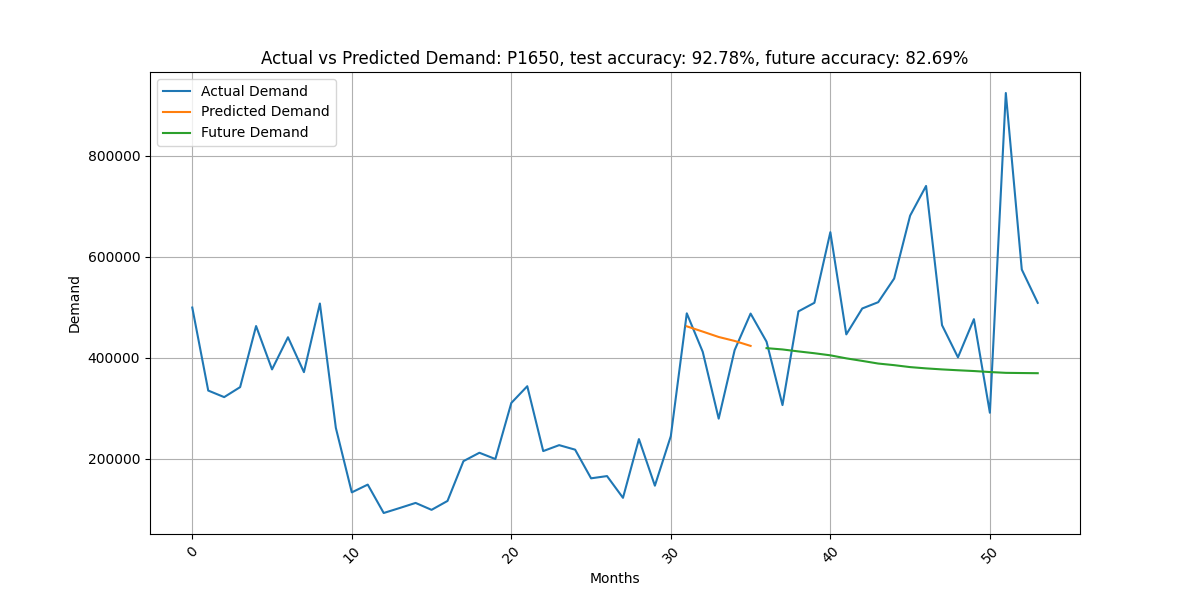 Actual vs Predicted Demand: P1650, test accuracy: 92.78%, future accuracy: 82.69%
Actual Demand
Predicted Demand
Future Demand
800000
600000
400000
200000
Demand
0
10
20
30
40
50
Months